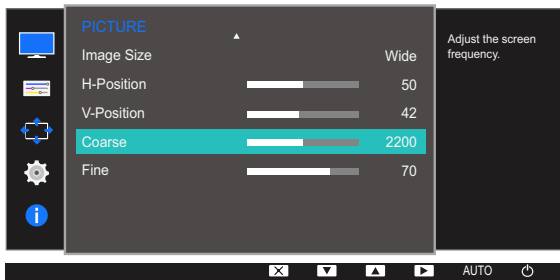 PICTURE
Image Size Wide
H-Position 50
V-Position 42
Coarse 2200
Fine 70
Adjust the screen
frequency.
AUTO